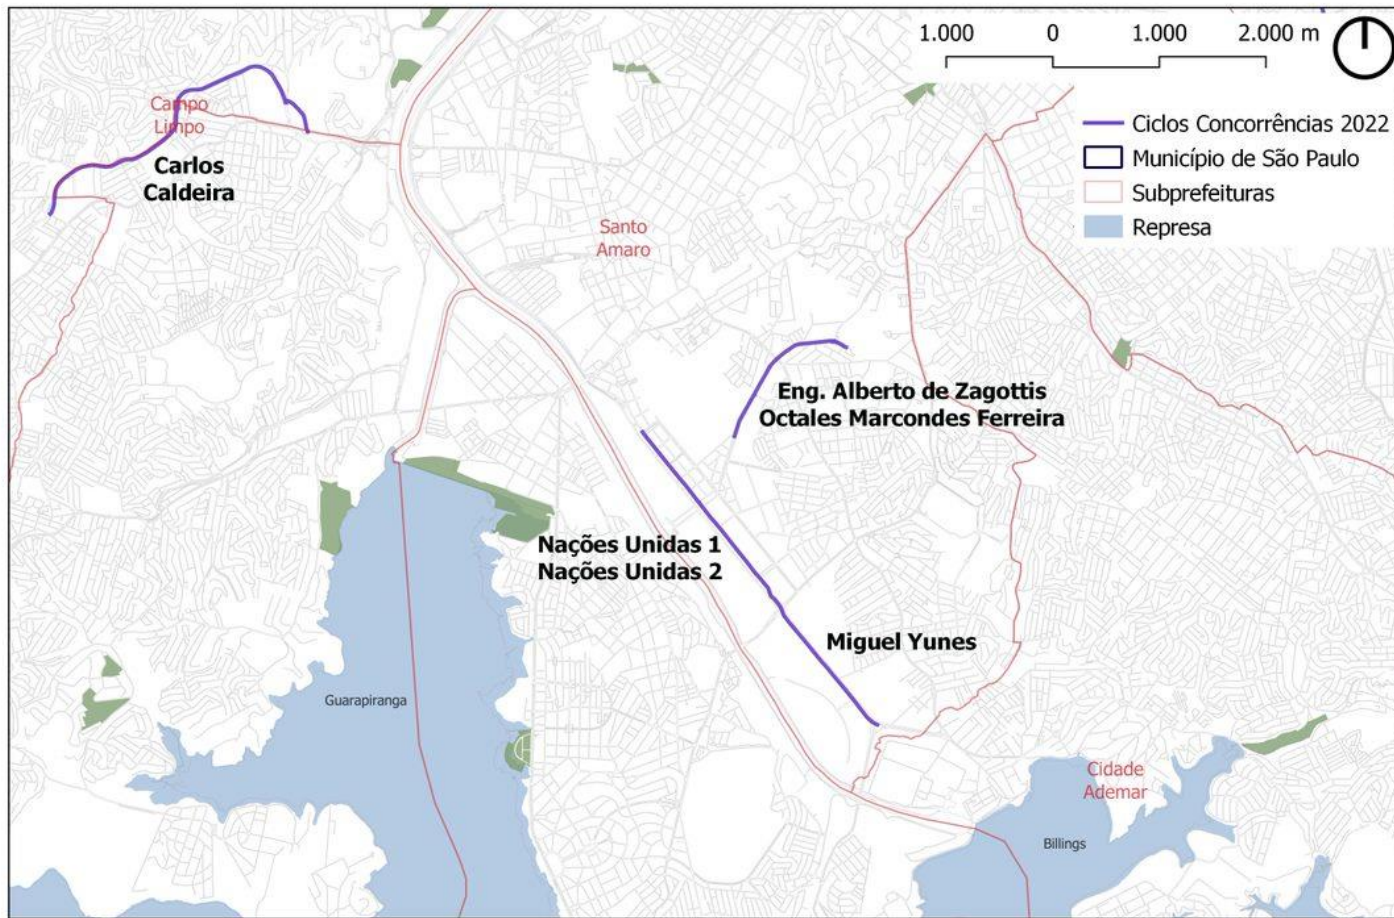 1.000 0 1.000 2.000 m
Ciclos Concorrências 2022
Município de São Paulo
Subprefeituras
Represa
Campo
Limpo
Carlos
Caldeira
Santo
Amaro
Eng. Alberto de Zagottis
Octales Marcondes Ferreira
Nações Unidas 1
Nações Unidas 2
Miguel Yunes
Guarapiranga
Cidade
Ademar
Billings